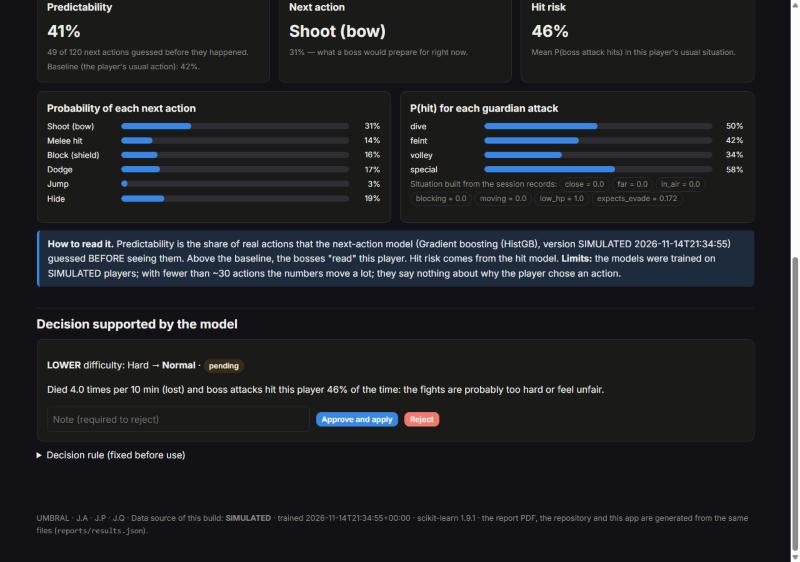 Predictability
41%
49 of 120 next actions guessed before they happened.
Baseline (the player's usual action): 42%.
Next action
Shoot (bow)
31% — what a boss would prepare for right now.
Hit risk
46%
Mean P(boss attack hits) in this player's usual situation.
Probability of each next action
Shoot (bow) 31%
Melee hit 14%
Block (shield) 16%
Dodge 17%
Jump 3%
Hide 19%
P(hit) for each guardian attack
dive 50%
feint 42%
volley 34%
special 58%
Situation built from the session records: close = 0.0 far = 0.0 in_air = 0.0
blocking = 0.0 moving = 0.0 low_hp = 1.0 expects_evade = 0.172
How to read it. Predictability is the share of real actions that the next-action model (Gradient boosting (HistGB), version SIMULATED 2026-11-14T21:34:55)
guessed BEFORE seeing them. Above the baseline, the bosses "read" this player. Hit risk comes from the hit model. Limits: the models were trained on
SIMULATED players; with fewer than ~30 actions the numbers move a lot; they say nothing about why the player chose an action.
Decision supported by the model
LOWER difficulty: Hard → Normal · pending
Died 4.0 times per 10 min (lost) and boss attacks hit this player 46% of the time: the fights are probably too hard or feel unfair.
Note (required to reject) Approve and apply Reject
▶ Decision rule (fixed before use)
UMBRAL · J.A · J.P · J.Q · Data source of this build: SIMULATED · trained 2026-11-14T21:34:55+00:00 · scikit-learn 1.9.1 · the report PDF, the repository and this app are generated from the same
files (reports/results.json).